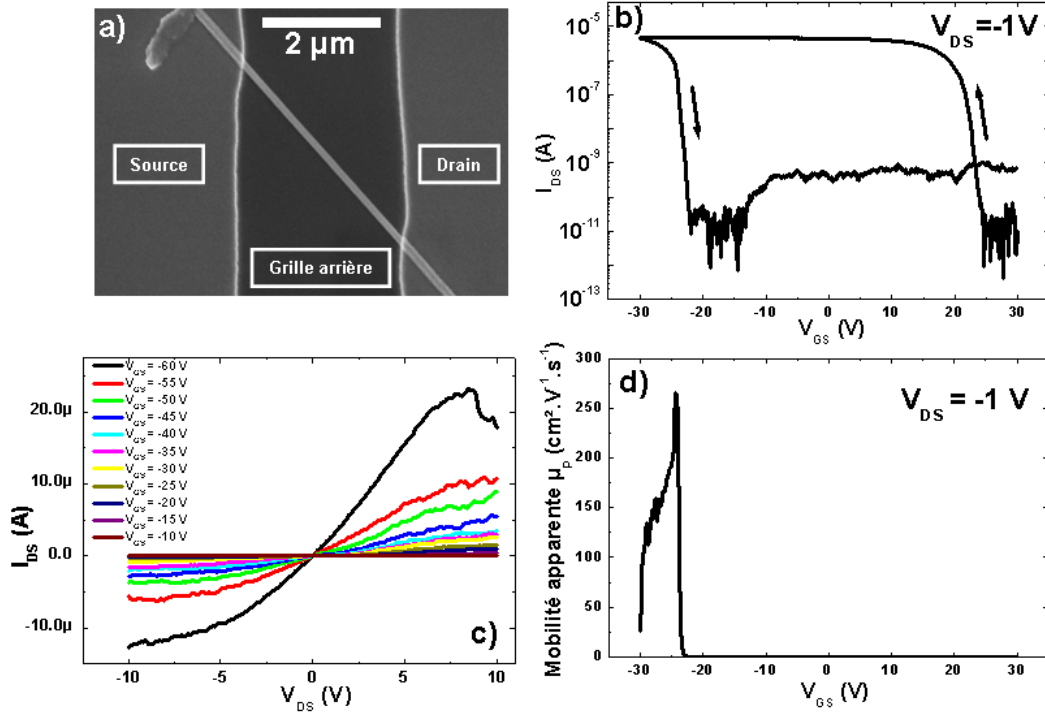 a)
2 µm
Source
Drain
Grille arrière
b)
V_DS=-1V
I_DS (A)
10^-5
10^-7
10^-9
10^-11
10^-13
-30 -20 -10 0 10 20 30
V_GS (V)
V_GS = -60 V
V_GS = -55 V
V_GS = -50 V
V_GS = -45 V
V_GS = -40 V
V_GS = -35 V
V_GS = -30 V
V_GS = -25 V
V_GS = -20 V
V_GS = -15 V
V_GS = -10 V
I_DS (A)
20.0µ
10.0µ
0.0
-10.0µ
c)
-10 -5 0 5 10
V_DS (V)
d)
V_DS = -1 V
Mobilité apparente µ_p (cm².V^-1.s^-1)
300
250
200
150
100
50
0
-30 -20 -10 0 10 20 30
V_GS (V)